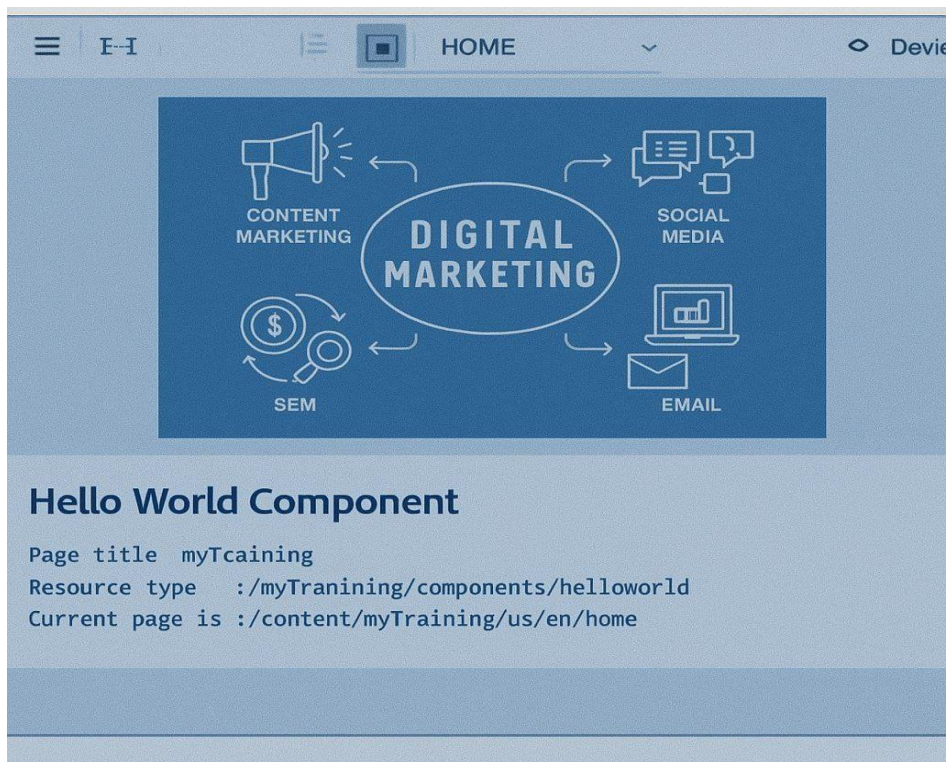 HOME
Devie
CONTENT
MARKETING
DIGITAL
MARKETING
SOCIAL
MEDIA
SEM
EMAIL
Hello World Component
Page title myTcaining
Resource type :/myTranining/components/helloworld
Current page is :/content/myTraining/us/en/home